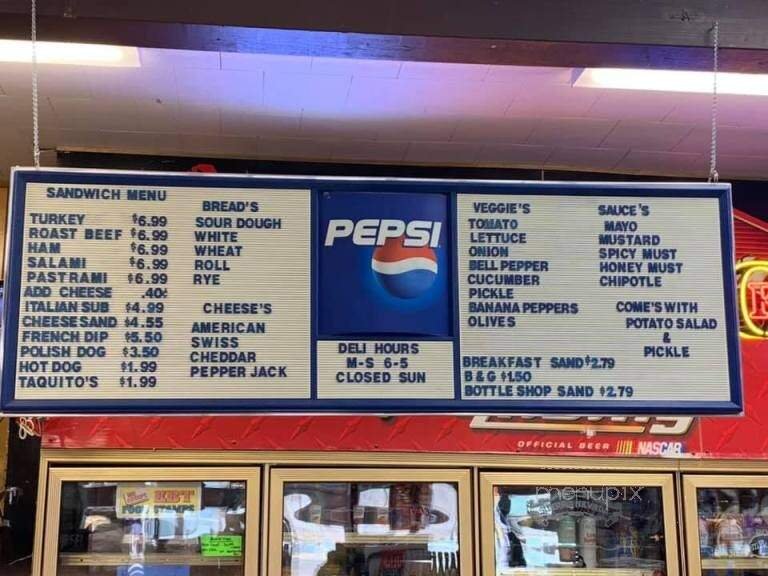 SANDWICH MENU
TURKEY $6.99
ROAST BEEF $6.99
HAM $6.99
SALAMI $6.99
PASTRAMI $6.99
ADD CHEESE .40¢
ITALIAN SUB $4.99
CHEESE SAND $4.55
FRENCH DIP $5.50
POLISH DOG $3.50
HOT DOG $1.99
TAQUITO'S $1.99
BREAD'S
SOUR DOUGH
WHITE
WHEAT
ROLL
RYE
CHEESE'S
AMERICAN
SWISS
CHEDDAR
PEPPER JACK
PEPSI
DELI HOURS
M-S 6-5
CLOSED SUN
VEGGIE'S
TOMATO
LETTUCE
ONION
BELL PEPPER
CUCUMBER
PICKLE
BANANA PEPPERS
OLIVES
SAUCE'S
MAYO
MUSTARD
SPICY MUST
HONEY MUST
CHIPOTLE
COME'S WITH
POTATO SALAD
&
PICKLE
BREAKFAST SAND $2.79
B & G $1.50
BOTTLE SHOP SAND $2.79
OFFICIAL BEER NASCAR
EBT
FOOD STAMPS
menupix